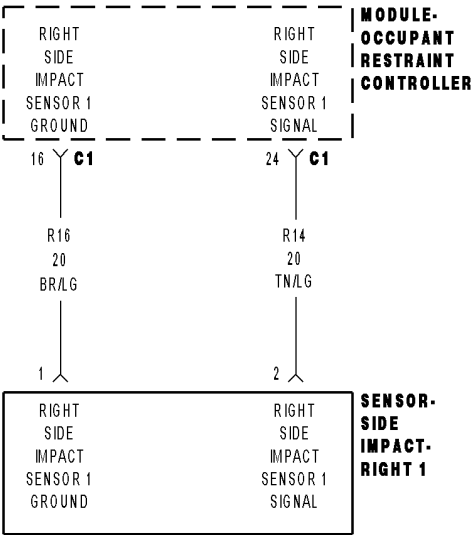 MODULE-
OCCUPANT
RESTRAINT
CONTROLLER
RIGHT
SIDE
IMPACT
SENSOR 1
GROUND
RIGHT
SIDE
IMPACT
SENSOR 1
SIGNAL
16 C1
24 C1
R16
20
BR/LG
R14
20
TN/LG
1
2
RIGHT
SIDE
IMPACT
SENSOR 1
GROUND
RIGHT
SIDE
IMPACT
SENSOR 1
SIGNAL
SENSOR-
SIDE
IMPACT-
RIGHT 1